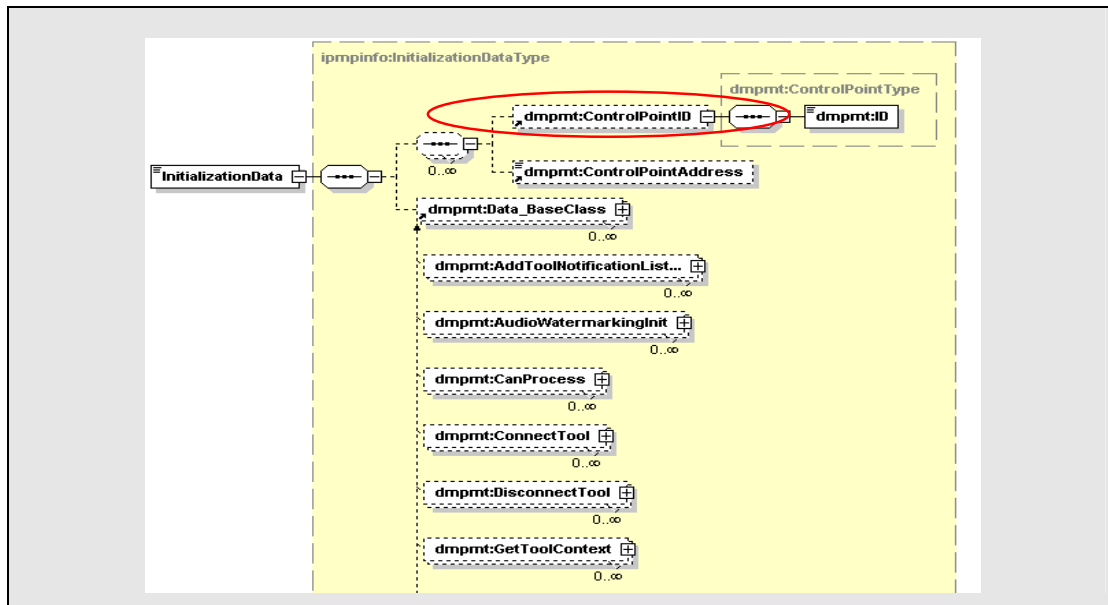 ipmpinfo:InitializationDataType
dmpmt:ControlPointType
dmpmt:ControlPointID
dmpmt:ID
0..∞
dmpmt:ControlPointAddress
InitializationData
dmpmt:Data_BaseClass
0..∞
dmpmt:AddToolNotificationList...
0..∞
dmpmt:AudioWatermarkingInit
0..∞
dmpmt:CanProcess
0..∞
dmpmt:ConnectTool
0..∞
dmpmt:DisconnectTool
0..∞
dmpmt:GetToolContext
0..∞